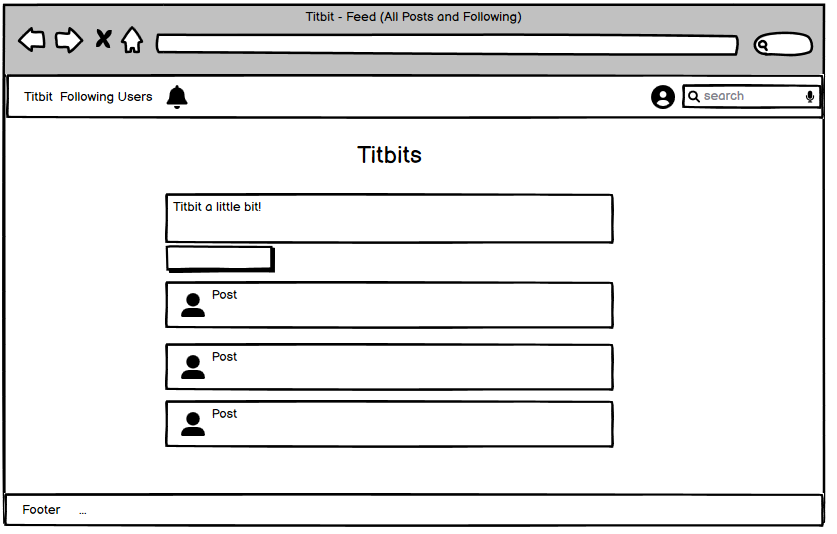 Titbit - Feed (All Posts and Following)
Titbit Following Users
search
Titbits
Titbit a little bit!
Post
Post
Post
Footer ...